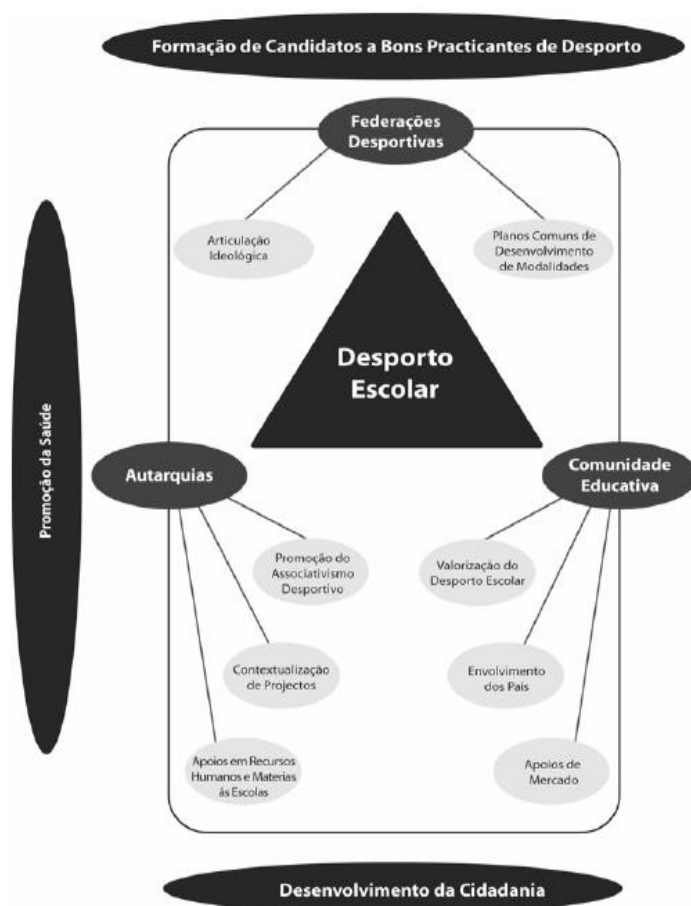 Formação de Candidatos a Bons Practicantes de Desporto
Federações
Desportivas
Articulação
Ideológica
Planos Comuns de
Desenvolvimento
de Modalidades
Desporto
Escolar
Promoção da Saúde
Autarquias
Comunidade
Educativa
Promoção do
Associativismo
Desportivo
Valorização do
Desporto Escolar
Contextualização
de Projectos
Envolvimento
dos Pais
Apoios em Recursos
Humanos e Materias
ás Escolas
Apoios de
Mercado
Desenvolvimento da Cidadania